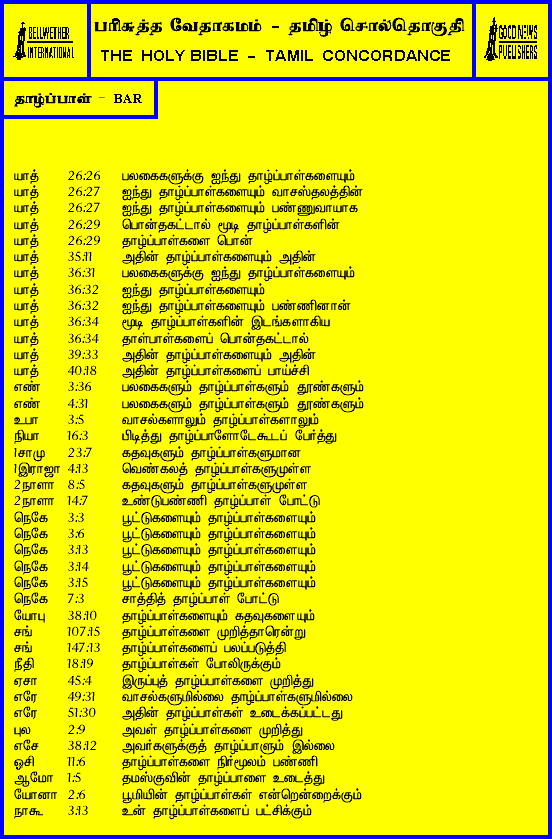 BELLWETHER
INTERNATIONAL
பரிசுத்த வேதாகமம் - தமிழ் சொல்தொகுதி
THE HOLY BIBLE - TAMIL CONCORDANCE
GOOD NEWS
PUBLISHERS
தாழ்ப்பாள் - BAR
யாத் 26:26 பலகைகளுக்கு ஐந்து தாழ்ப்பாள்களையும்
யாத் 26:27 ஐந்து தாழ்ப்பாள்களையும் வாசஸ்தலத்தின்
யாத் 26:27 ஐந்து தாழ்ப்பாள்களையும் பண்ணுவாயாக
யாத் 26:29 பொன்தகட்டால் மூடி தாழ்ப்பாள்களின்
யாத் 26:29 தாழ்ப்பாள்களை பொன்
யாத் 35:11 அதின் தாழ்ப்பாள்களையும் அதின்
யாத் 36:31 பலகைகளுக்கு ஐந்து தாழ்ப்பாள்களையும்
யாத் 36:32 ஐந்து தாழ்ப்பாள்களையும்
யாத் 36:32 ஐந்து தாழ்ப்பாள்களையும் பண்ணினான்
யாத் 36:34 மூடி தாழ்ப்பாள்களின் இடங்களாகிய
யாத் 36:34 தாள்பாள்களைப் பொன்தகட்டால்
யாத் 39:33 அதின் தாழ்ப்பாள்களையும் அதின்
யாத் 40:18 அதின் தாழ்ப்பாள்களைப் பாய்ச்சி
எண் 3:36 பலகைகளும் தாழ்ப்பாள்களும் தூண்களும்
எண் 4:31 பலகைகளும் தாழ்ப்பாள்களும் தூண்களும்
உபா 3:5 வாசல்களாலும் தாழ்ப்பாள்களாலும்
நியா 16:3 பிடித்து தாழ்ப்பாளோடேகூடப் பேர்த்து
1சாமு 23:7 கதவுகளும் தாழ்ப்பாள்களுமான
1இராஜா 4:13 வெண்கலத் தாழ்ப்பாள்களுமுள்ள
2நாளா 8:5 கதவுகளும் தாழ்ப்பாள்களுமுள்ள
2நாளா 14:7 உண்டுபண்ணி தாழ்ப்பாள் போட்டு
நெகே 3:3 பூட்டுகளையும் தாழ்ப்பாள்களையும்
நெகே 3:6 பூட்டுகளையும் தாழ்ப்பாள்களையும்
நெகே 3:13 பூட்டுகளையும் தாழ்ப்பாள்களையும்
நெகே 3:14 பூட்டுகளையும் தாழ்ப்பாள்களையும்
நெகே 3:15 பூட்டுகளையும் தாழ்ப்பாள்களையும்
நெகே 7:3 சாத்தித் தாழ்ப்பாள் போட்டு
யோபு 38:10 தாழ்ப்பாள்களையும் கதவுகளையும்
சங் 107:15 தாழ்ப்பாள்களை முறித்தாரென்று
சங் 147:13 தாழ்ப்பாள்களைப் பலப்படுத்தி
நீதி 18:19 தாழ்ப்பாள்கள் போலிருக்கும்
ஏசா 45:4 இருப்புத் தாழ்ப்பாள்களை முறித்து
எரே 49:31 வாசல்களுமில்லை தாழ்ப்பாள்களுமில்லை
எரே 51:30 அதின் தாழ்ப்பாள்கள் உடைக்கப்பட்டது
புல 2:9 அவள் தாழ்ப்பாள்களை முறித்து
எசே 38:12 அவர்களுக்குத் தாழ்ப்பாளும் இல்லை
ஓசி 11:6 தாழ்ப்பாள்களை நிர்மூலம் பண்ணி
ஆமோ 1:5 தமஸ்குவின் தாழ்ப்பாளை உடைத்து
யோனா 2:6 பூமியின் தாழ்ப்பாள்கள் என்றென்றைக்கும்
நாகூ 3:13 உன் தாழ்ப்பாள்களைப் பட்சிக்கும்